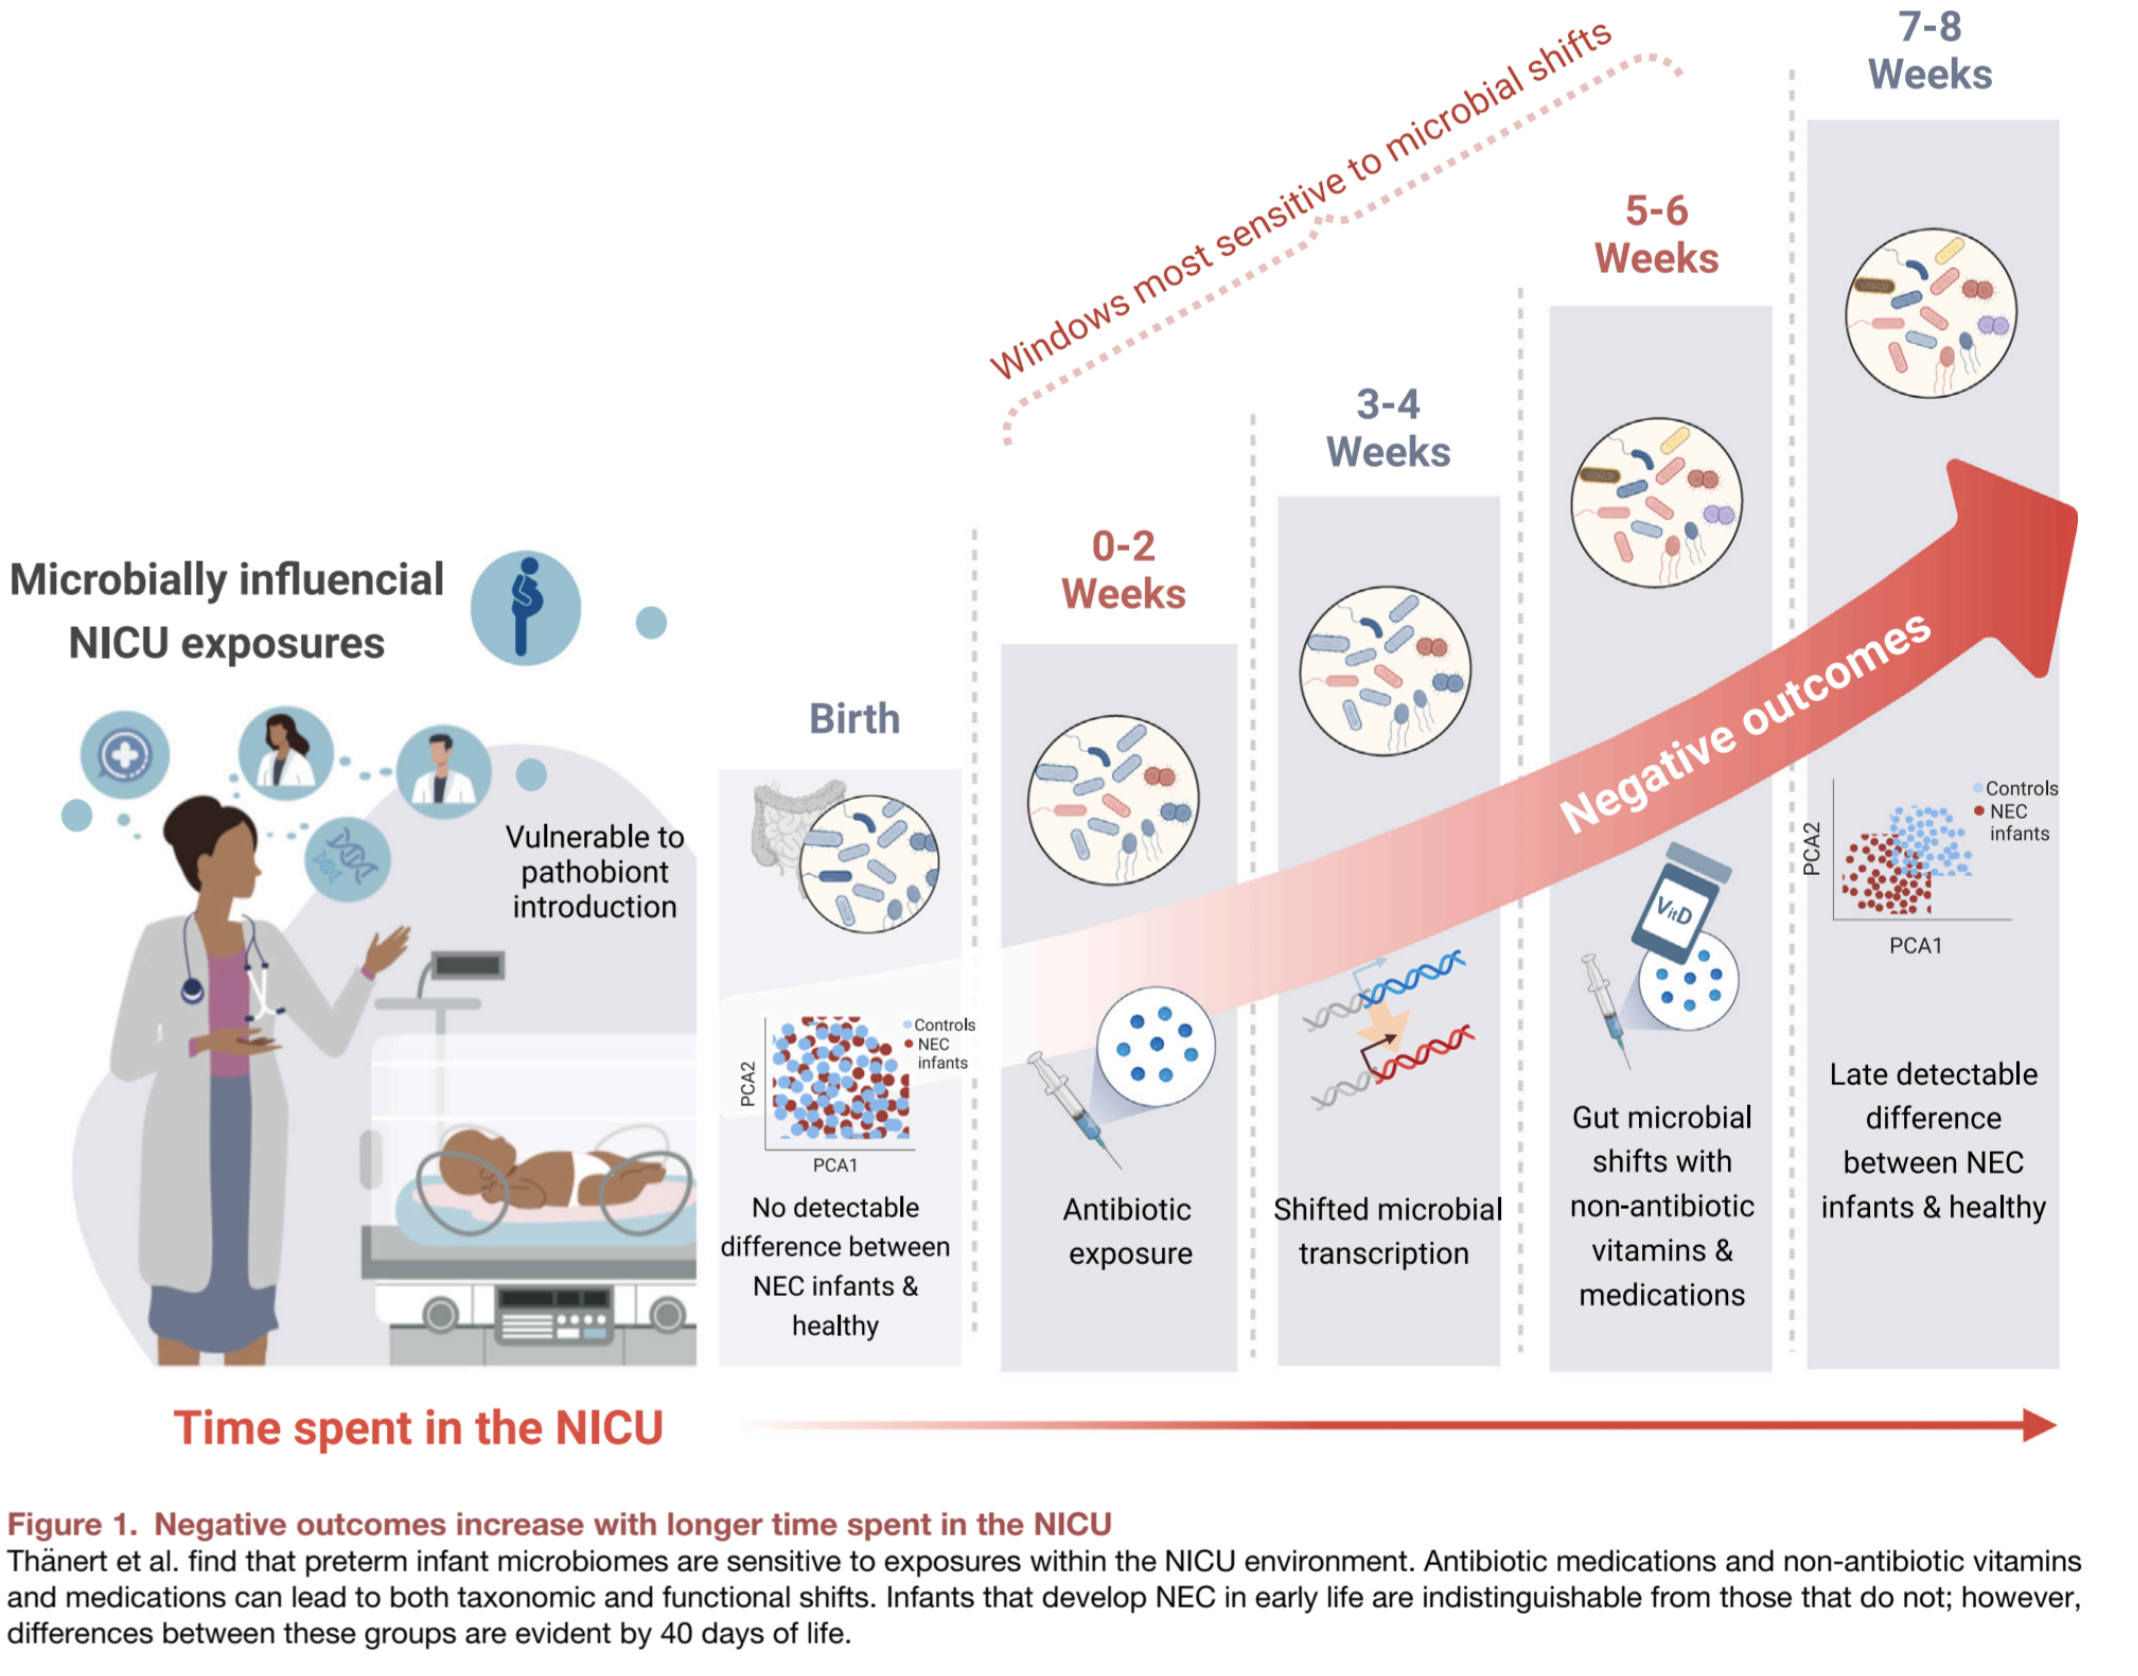 Microbially influencial
NICU exposures
Vulnerable to
pathobiont
introduction
Windows most sensitive to microbial shifts
Birth
PCA2
Controls
NEC
infants
PCA1
No detectable
difference between
NEC infants &
healthy
0-2
Weeks
Antibiotic
exposure
3-4
Weeks
Shifted microbial
transcription
5-6
Weeks
VitD
Gut microbial
shifts with
non-antibiotic
vitamins &
medications
7-8
Weeks
Negative outcomes
Controls
NEC
infants
PCA2
PCA1
Late detectable
difference
between NEC
infants & healthy
Time spent in the NICU
Figure 1. Negative outcomes increase with longer time spent in the NICU
Thänert et al. find that preterm infant microbiomes are sensitive to exposures within the NICU environment. Antibiotic medications and non-antibiotic vitamins
and medications can lead to both taxonomic and functional shifts. Infants that develop NEC in early life are indistinguishable from those that do not; however,
differences between these groups are evident by 40 days of life.